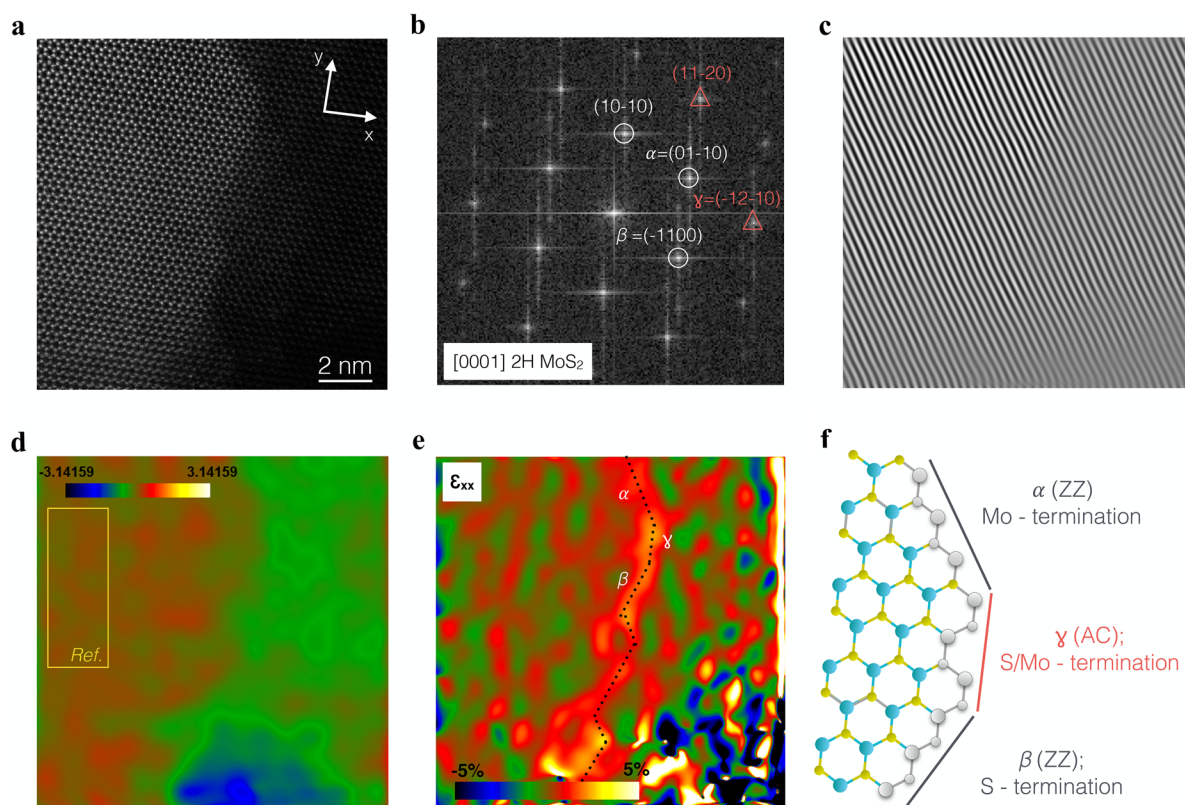 a
y
x
2 nm
b
(11-20)
(10-10)
α=(01-10)
ɣ=(-12-10)
β =(-1100)
[0001] 2H MoS₂
c
d
-3.14159 3.14159
Ref.
e
Ɛxx
α
ɣ
β
-5% 5%
f
α (ZZ)
Mo - termination
ɣ (AC);
S/Mo - termination
β (ZZ);
S - termination